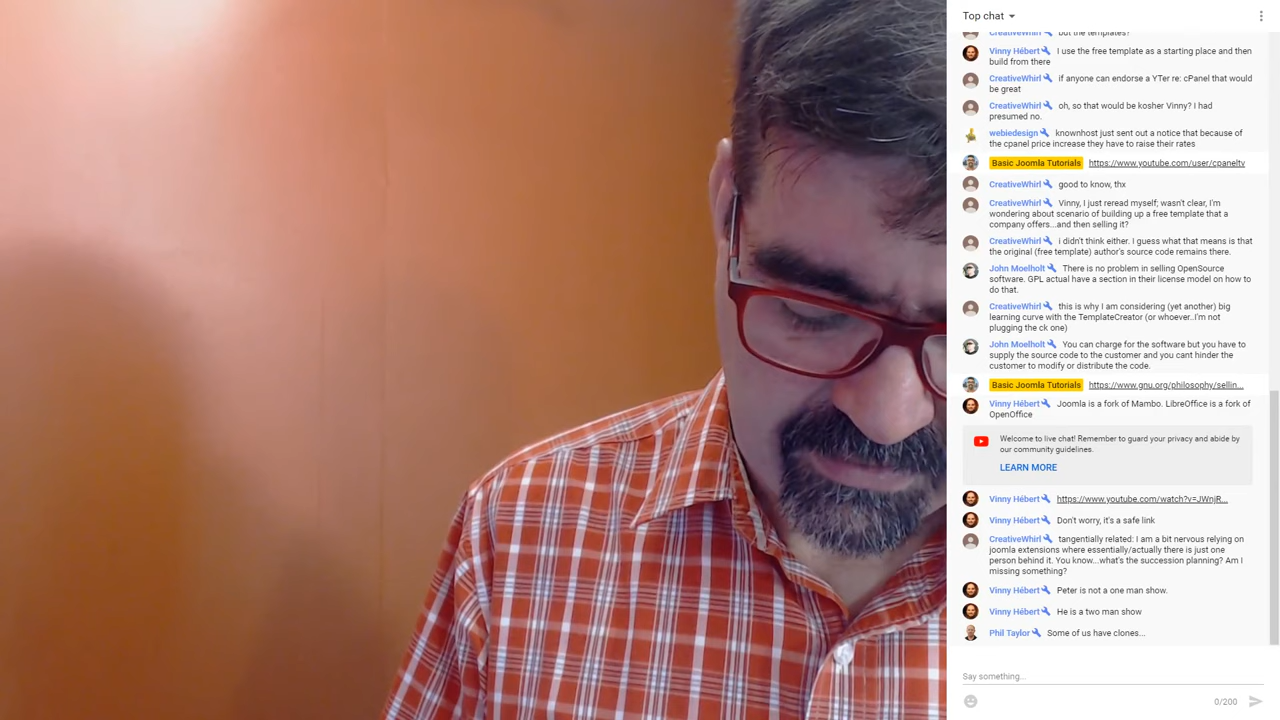 Top chat
CreativeWhirl but the templates?
Vinny Hébert I use the free template as a starting place and then
build from there
CreativeWhirl if anyone can endorse a YTer re: cPanel that would
be great
CreativeWhirl oh, so that would be kosher Vinny? I had
presumed no.
webiedesign knownhost just sent out a notice that because of
the cpanel price increase they have to raise their rates
Basic Joomla Tutorials https://www.youtube.com/user/cpaneltv
CreativeWhirl good to know, thx
CreativeWhirl Vinny, I just reread myself; wasn't clear, I'm
wondering about scenario of building up a free template that a
company offers...and then selling it?
CreativeWhirl i didn't think either. I guess what that means is that
the original (free template) author's source code remains there.
John Moelholt There is no problem in selling OpenSource
software. GPL actual have a section in their license model on how to
do that.
CreativeWhirl this is why I am considering (yet another) big
learning curve with the TemplateCreator (or whoever..I'm not
plugging the ck one)
John Moelholt You can charge for the software but you have to
supply the source code to the customer and you cant hinder the
customer to modify or distribute the code.
Basic Joomla Tutorials https://www.gnu.org/philosophy/sellin...
Vinny Hébert Joomla is a fork of Mambo. LibreOffice is a fork of
OpenOffice
Welcome to live chat! Remember to guard your privacy and abide by
our community guidelines.
LEARN MORE
Vinny Hébert https://www.youtube.com/watch?v=JWnjR...
Vinny Hébert Don't worry, it's a safe link
CreativeWhirl tangentially related: I am a bit nervous relying on
joomla extensions where essentially/actually there is just one
person behind it. You know...what's the succession planning? Am I
missing something?
Vinny Hébert Peter is not a one man show.
Vinny Hébert He is a two man show
Phil Taylor Some of us have clones...
Say something...
0/200